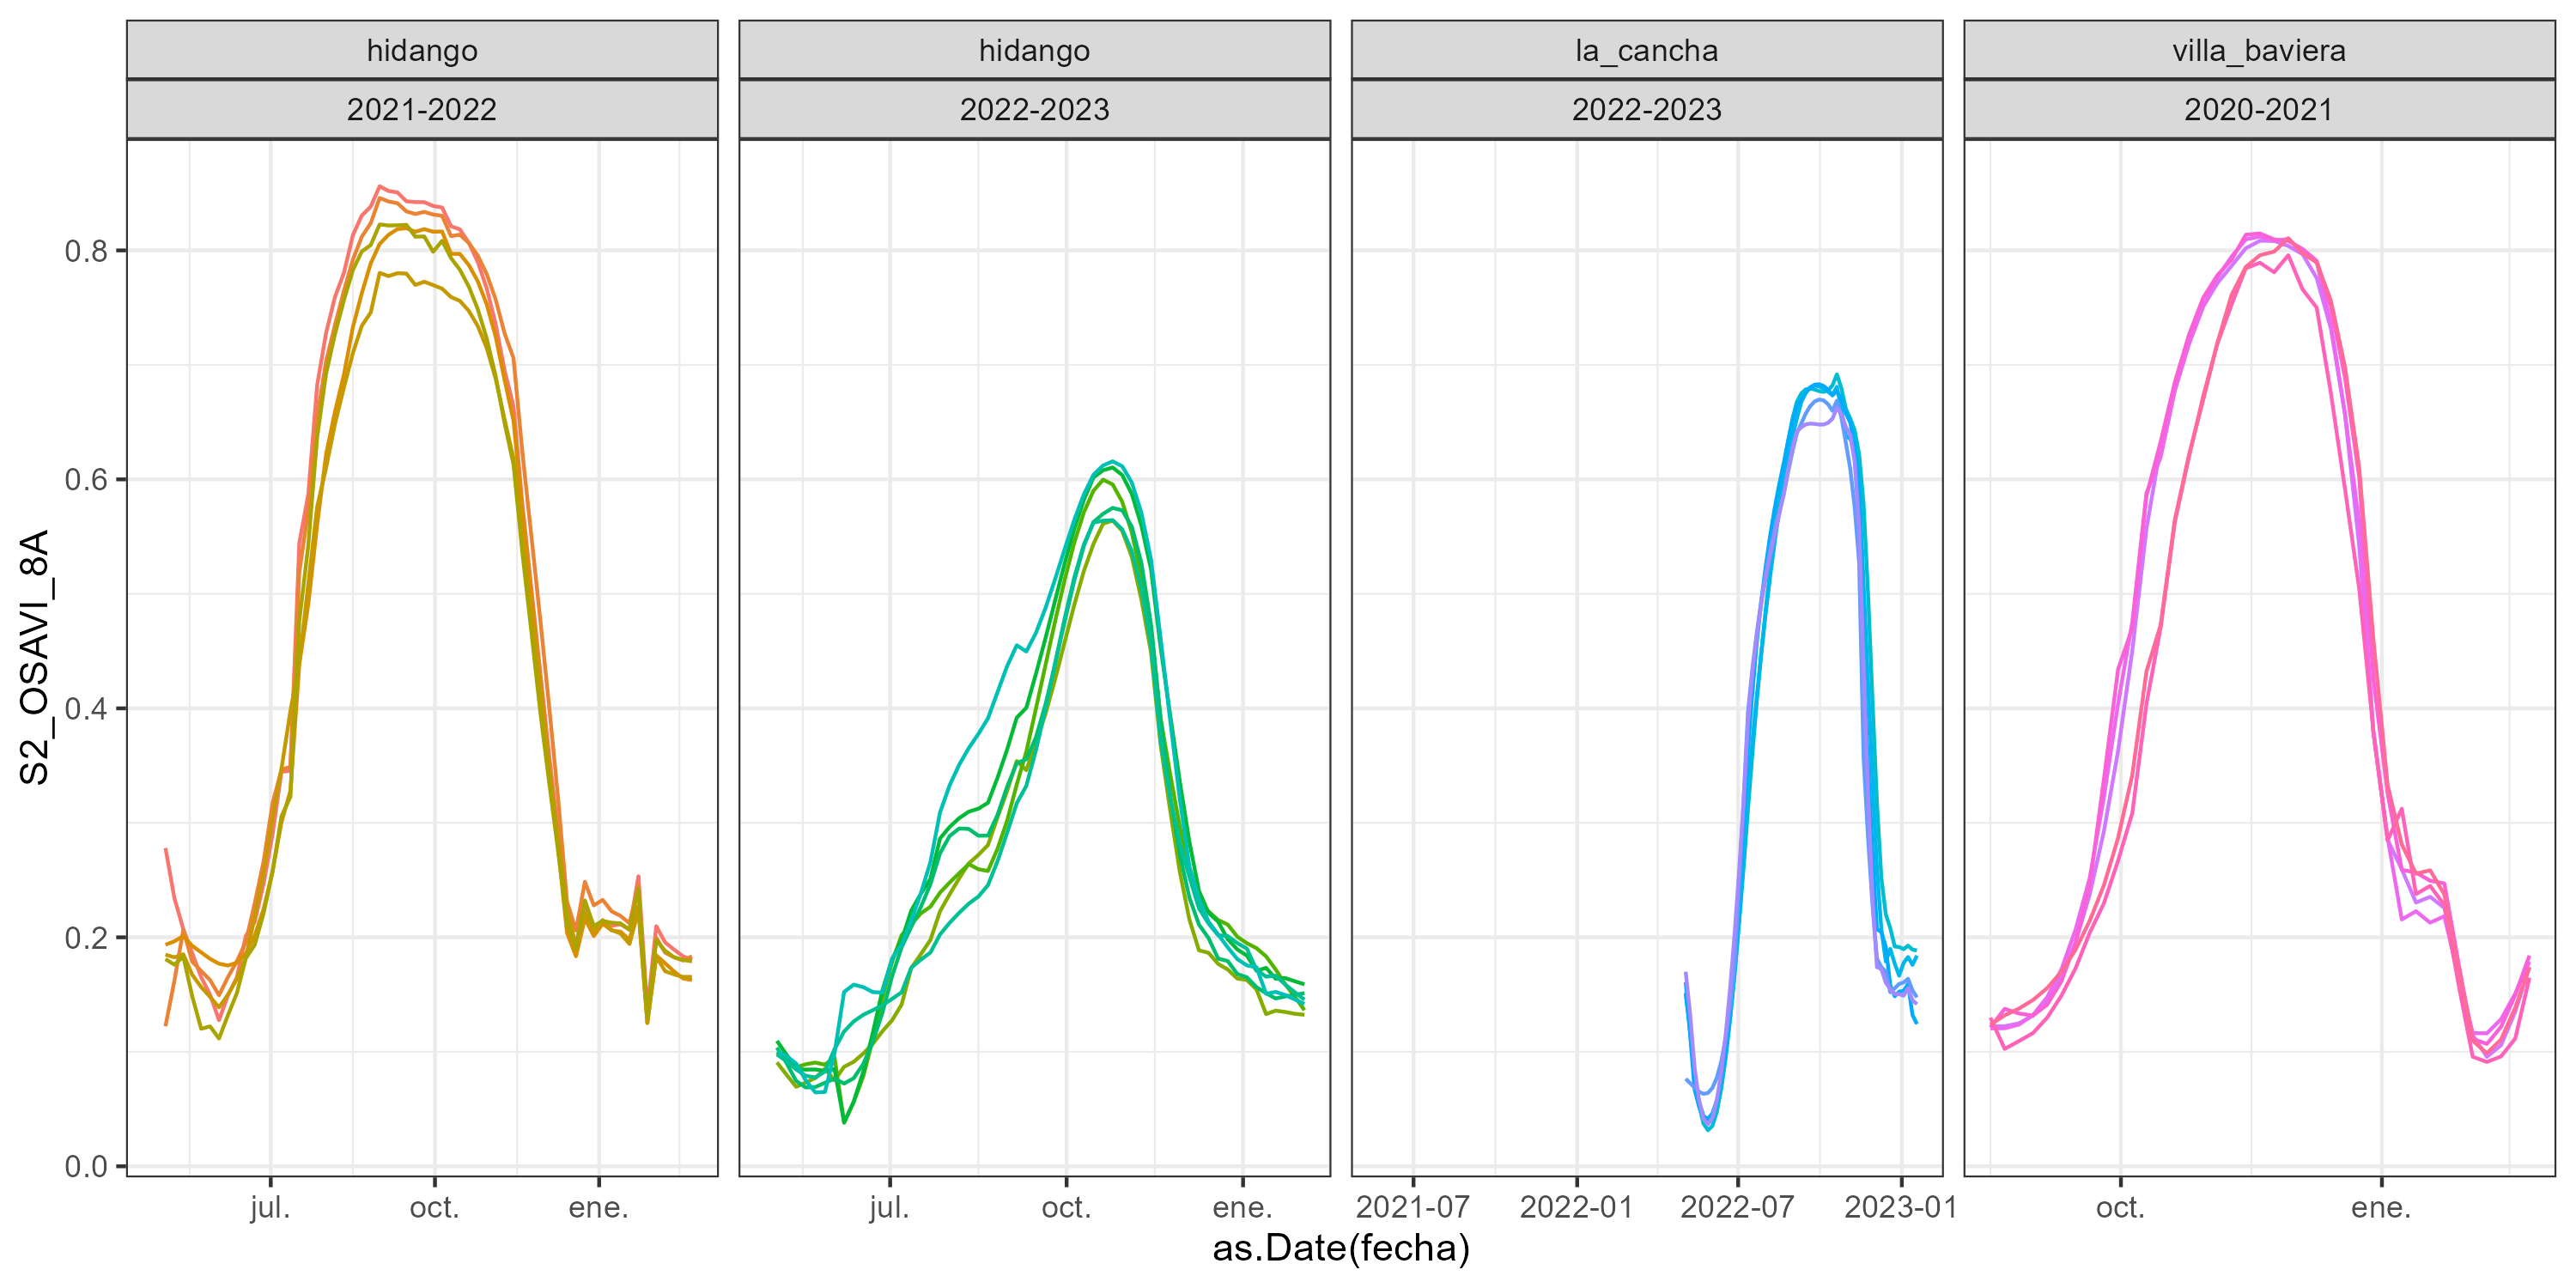 hidango
hidango
la_cancha
villa_baviera
2021-2022
2022-2023
2022-2023
2020-2021
S2_OSAVI_8A
0.8
0.6
0.4
0.2
0.0
jul.
oct.
ene.
jul.
oct.
ene.
2021-07
2022-01
2022-07
2023-01
oct.
ene.
as.Date(fecha)